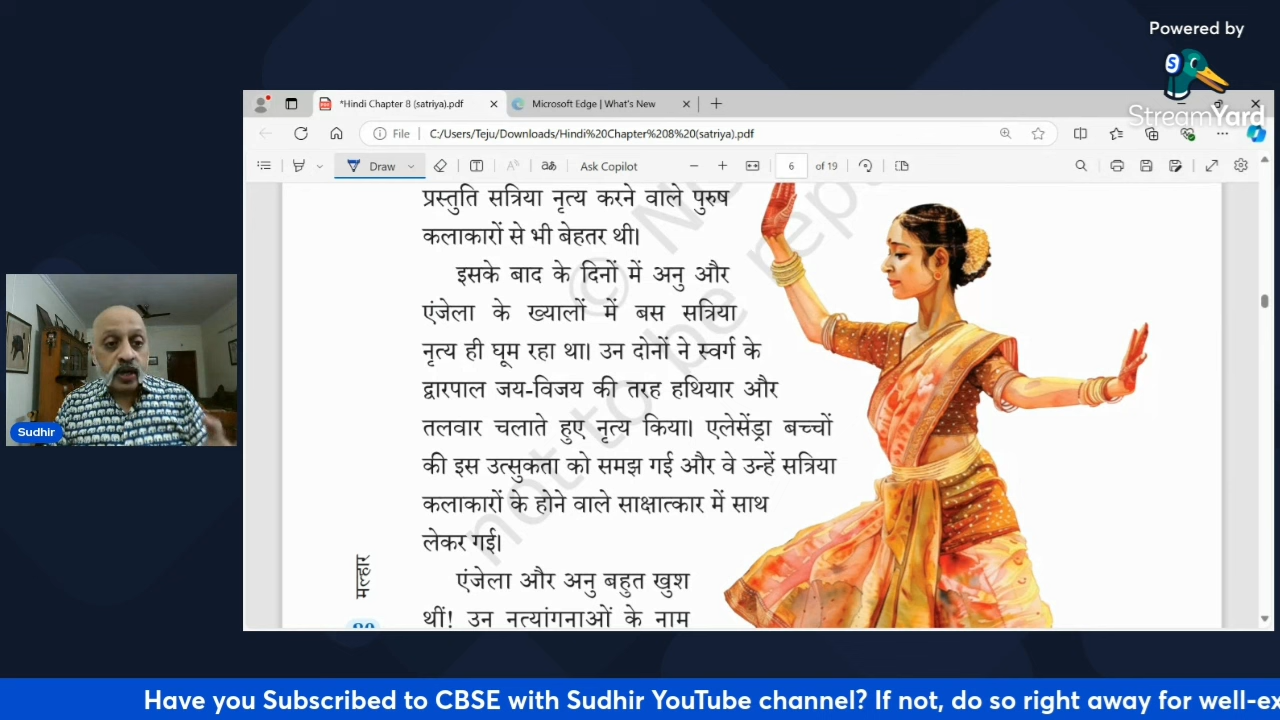 Powered by
StreamYard
*Hindi Chapter 8 (satriya).pdf
Microsoft Edge | What's New
File
C:/Users/Teju/Downloads/Hindi%20Chapter%208%20(satriya).pdf
Draw
Ask Copilot
6
of 19
प्रस्तुति सत्रिया नृत्य करने वाले पुरुष
कलाकारों से भी बेहतर थी।
इसके बाद के दिनों में अनु और
एंजेला के ख्यालों में बस सत्रिया
नृत्य ही घूम रहा था। उन दोनों ने स्वर्ग के
द्वारपाल जय-विजय की तरह हथियार और
तलवार चलाते हुए नृत्य किया। एलेसेंड्रा बच्चों
की इस उत्सुकता को समझ गई और वे उन्हें सत्रिया
कलाकारों के होने वाले साक्षात्कार में साथ
लेकर गई।
एंजेला और अनु बहुत खुश
थीं! उन नृत्यांगनाओं के नाम
मल्हार
not to be rep
Sudhir
Have you Subscribed to CBSE with Sudhir YouTube channel? If not, do so right away for well-ex